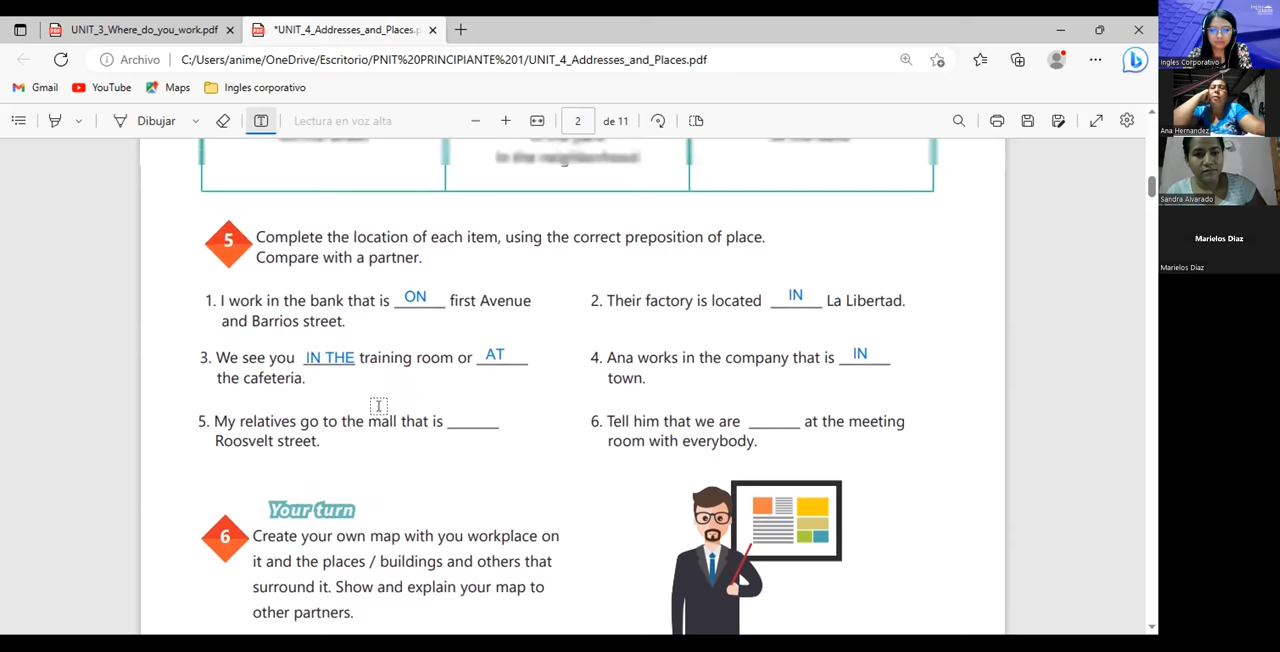 UNIT_3_Where_do_you_work.pdf
*UNIT_4_Addresses_and_Places.p
Archivo
C:/Users/anime/OneDrive/Escritorio/PNIT%20PRINCIPIANTE%201/UNIT_4_Addresses_and_Places.pdf
Gmail
YouTube
Maps
Ingles corporativo
Dibujar
Lectura en voz alta
2
de 11
in the neighborhood
5
Complete the location of each item, using the correct preposition of place.
Compare with a partner.
1. I work in the bank that is ON first Avenue
and Barrios street.
2. Their factory is located IN La Libertad.
3. We see you IN THE training room or AT
the cafeteria.
4. Ana works in the company that is IN
town.
5. My relatives go to the mall that is ______
Roosvelt street.
6. Tell him that we are ______ at the meeting
room with everybody.
Your turn
6
Create your own map with you workplace on
it and the places / buildings and others that
surround it. Show and explain your map to
other partners.
Ingles Corporativo
Ana Hernandez
Sandra Alvarado
Marielos Diaz
Marielos Diaz